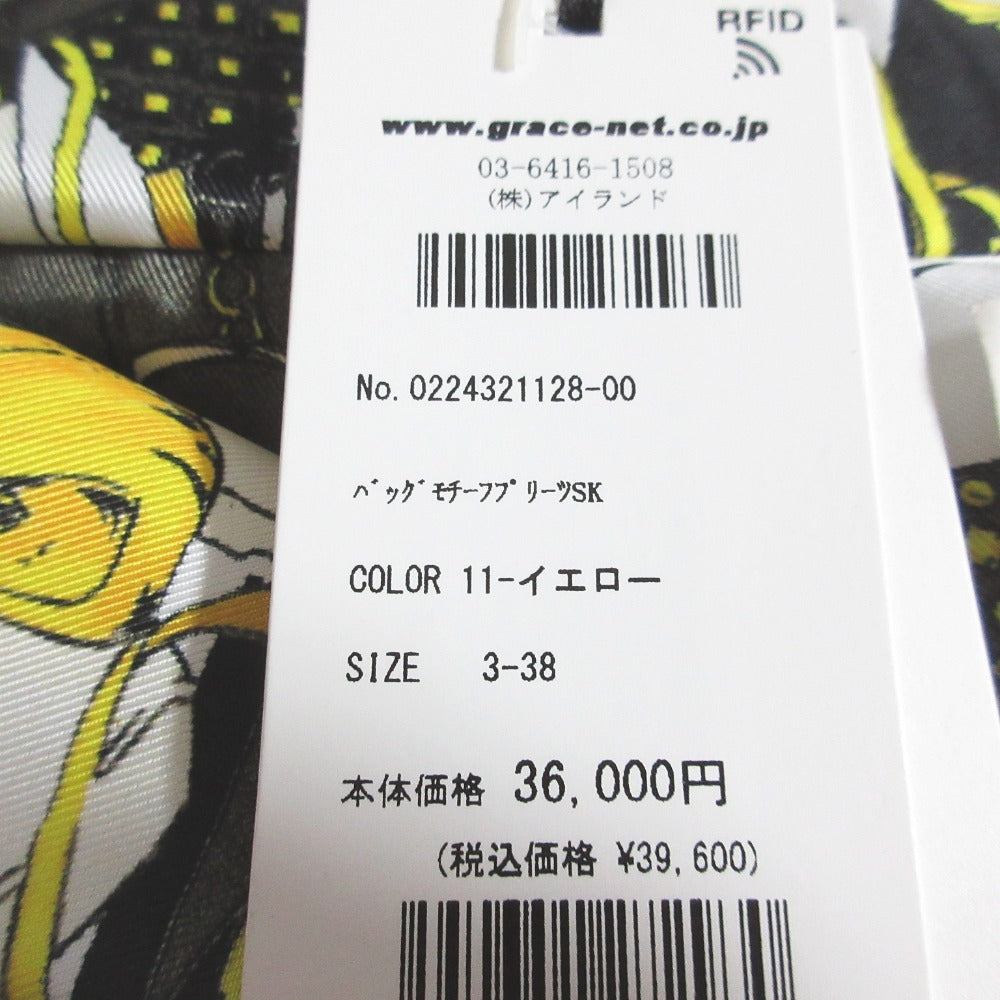 RFID
www.grace-net.co.jp
03-6416-1508
(株)アイランド
No. 0224321128-00
ﾊﾞｯｸﾞﾓﾁｰﾌﾌﾟﾘｰﾂSK
COLOR 11-イエロー
SIZE 3-38
本体価格 36,000円
(税込価格 ¥39,600)